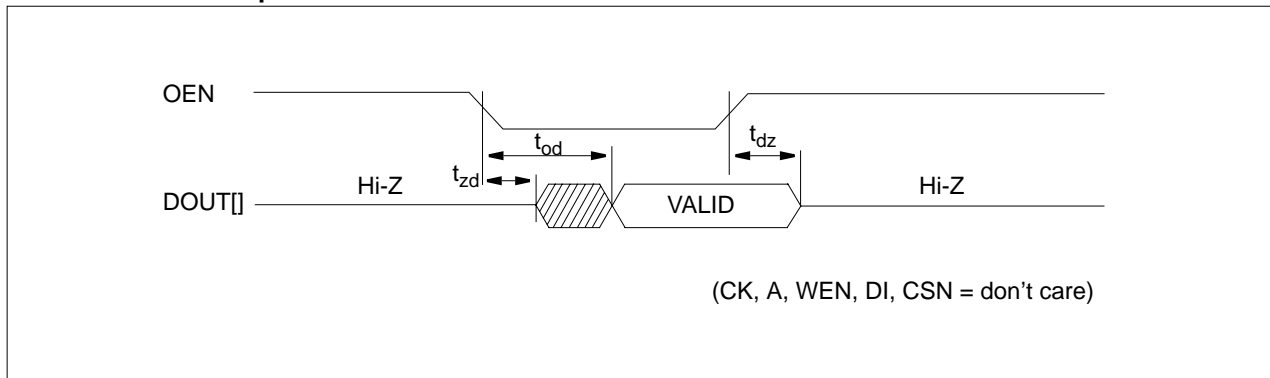 OEN
t_od
t_dz
t_zd
Hi-Z
Hi-Z
DOUT[]
VALID
(CK, A, WEN, DI, CSN = don't care)